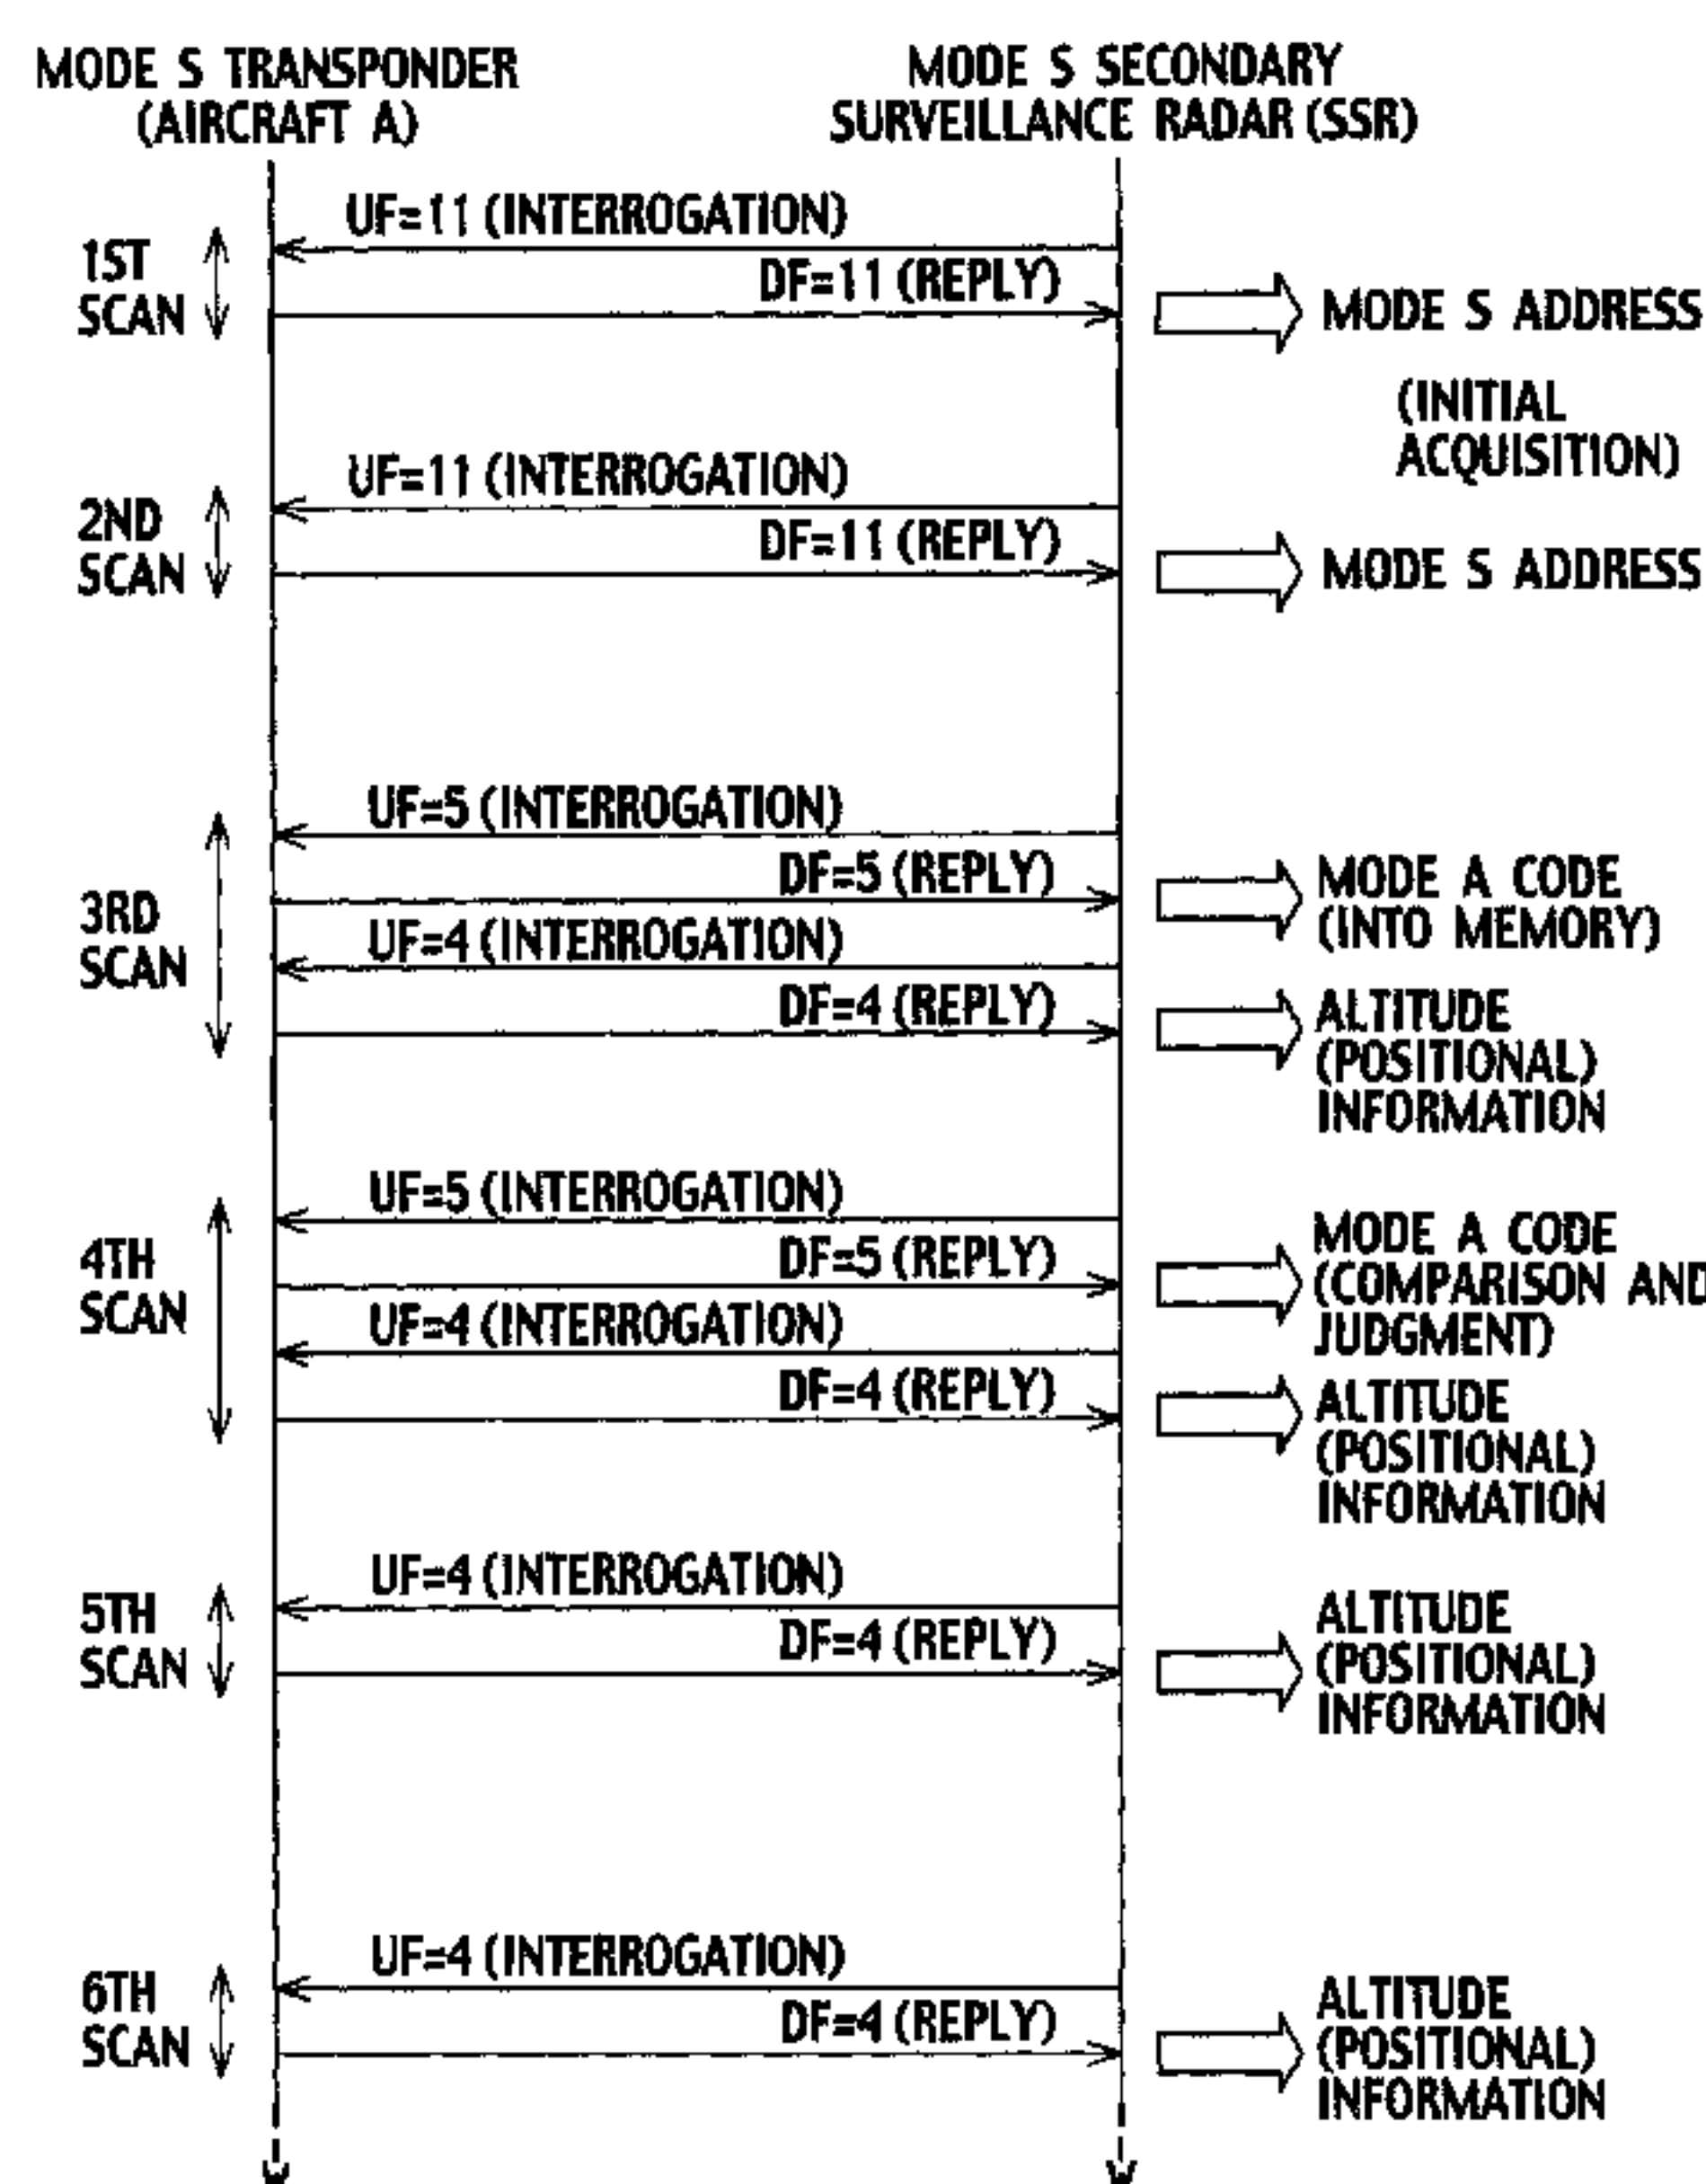 MODE S TRANSPONDER
(AIRCRAFT A)
MODE S SECONDARY
SURVEILLANCE RADAR (SSR)
1ST
SCAN
UF=11 (INTERROGATION)
DF=11 (REPLY)
MODE S ADDRESS
(INITIAL
ACQUISITION)
2ND
SCAN
UF=11 (INTERROGATION)
DF=11 (REPLY)
MODE S ADDRESS
3RD
SCAN
UF=5 (INTERROGATION)
DF=5 (REPLY)
MODE A CODE
(INTO MEMORY)
UF=4 (INTERROGATION)
DF=4 (REPLY)
ALTITUDE
(POSITIONAL)
INFORMATION
4TH
SCAN
UF=5 (INTERROGATION)
DF=5 (REPLY)
MODE A CODE
(COMPARISON AND
JUDGMENT)
UF=4 (INTERROGATION)
DF=4 (REPLY)
ALTITUDE
(POSITIONAL)
INFORMATION
5TH
SCAN
UF=4 (INTERROGATION)
DF=4 (REPLY)
ALTITUDE
(POSITIONAL)
INFORMATION
6TH
SCAN
UF=4 (INTERROGATION)
DF=4 (REPLY)
ALTITUDE
(POSITIONAL)
INFORMATION